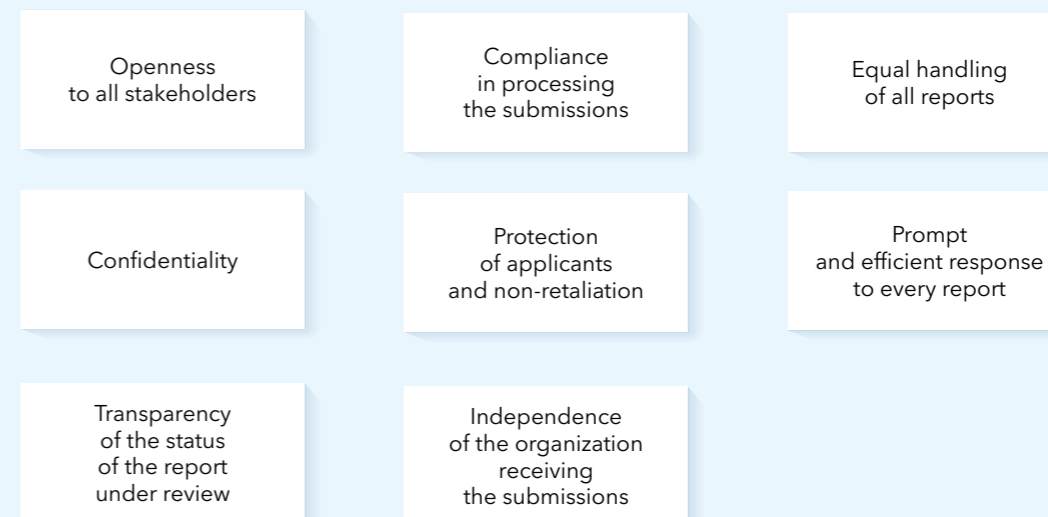 Openness
to all stakeholders
Compliance
in processing
the submissions
Equal handling
of all reports
Confidentiality
Protection
of applicants
and non-retaliation
Prompt
and efficient response
to every report
Transparency
of the status
of the report
under review
Independence
of the organization
receiving
the submissions